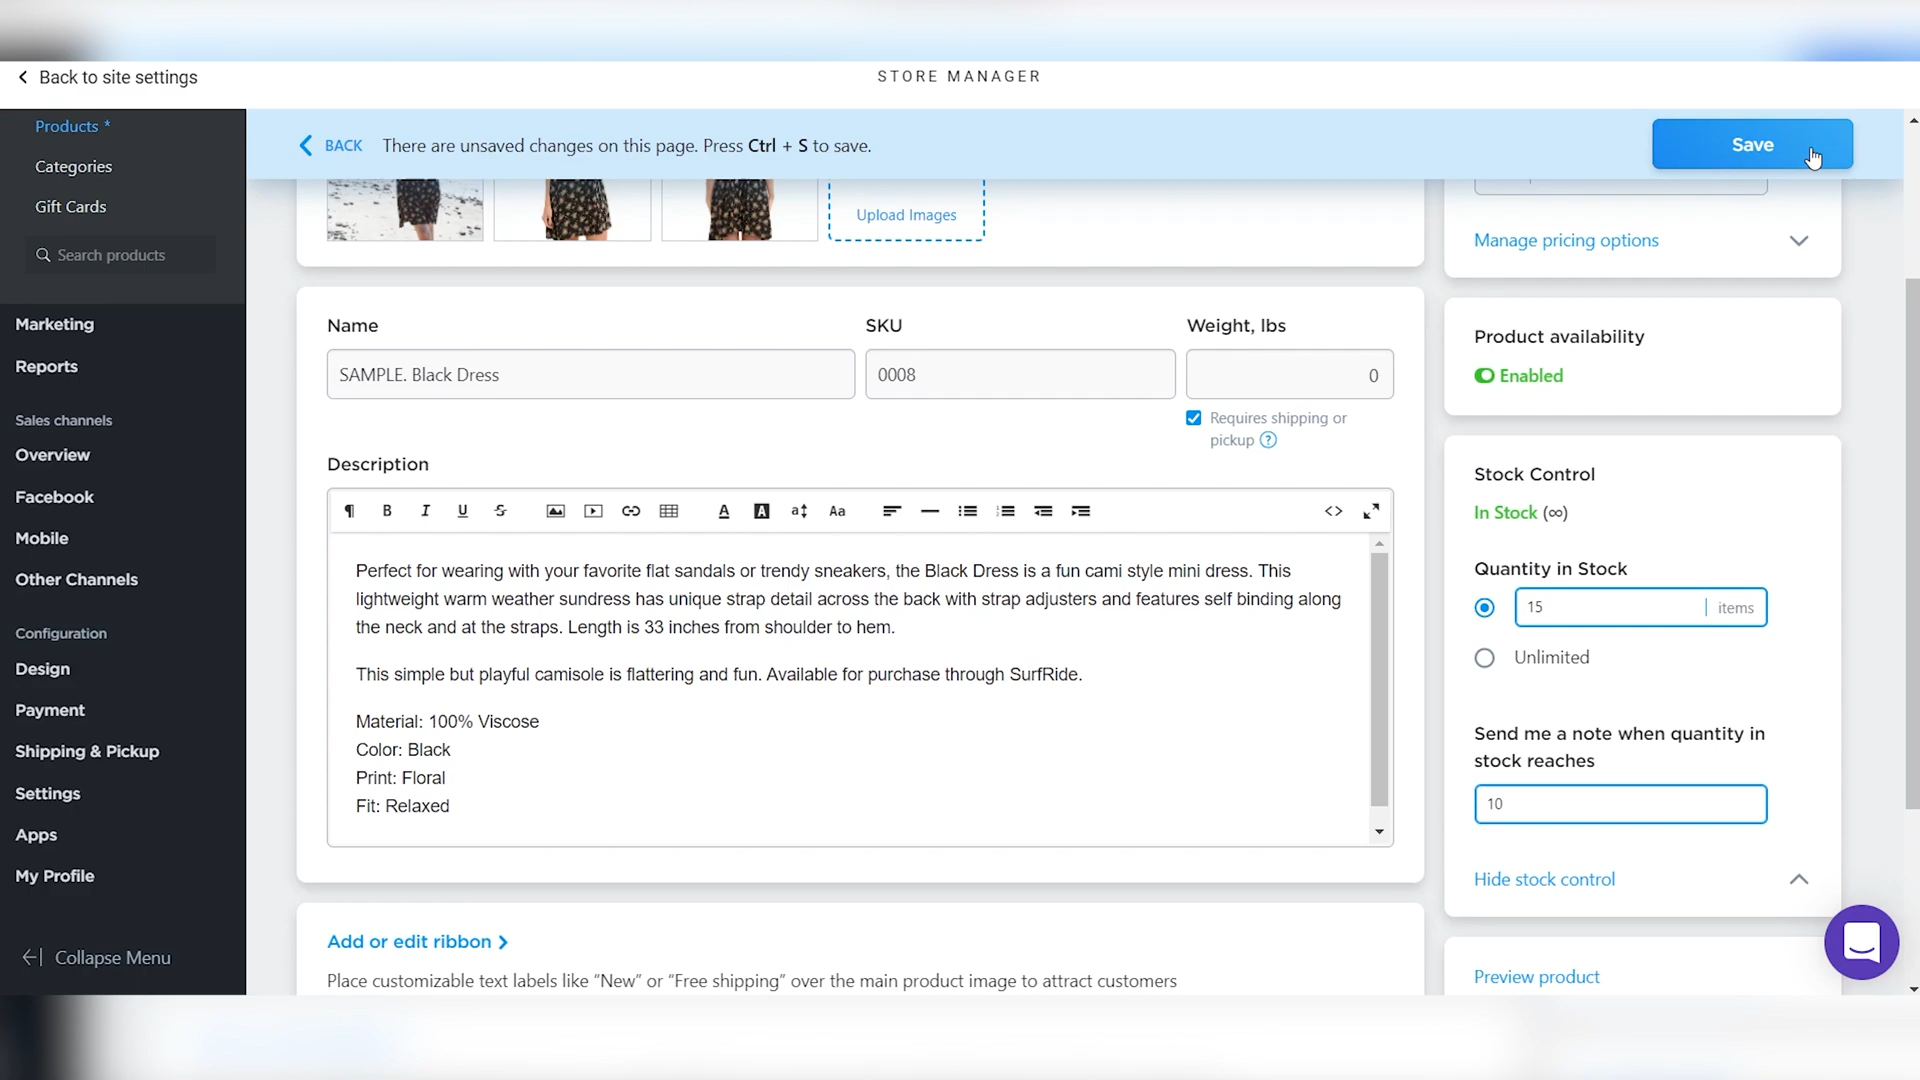 Back to site settings
STORE MANAGER
Products *
Categories
Gift Cards
Search products
Marketing
Reports
Sales channels
Overview
Facebook
Mobile
Other Channels
Configuration
Design
Payment
Shipping & Pickup
Settings
Apps
My Profile
Collapse Menu
BACK There are unsaved changes on this page. Press Ctrl + S to save.
Save
Upload Images
Name
SAMPLE. Black Dress
SKU
0008
Weight, lbs
0
Requires shipping or
pickup ?
Description
Perfect for wearing with your favorite flat sandals or trendy sneakers, the Black Dress is a fun cami style mini dress. This
lightweight warm weather sundress has unique strap detail across the back with strap adjusters and features self binding along
the neck and at the straps. Length is 33 inches from shoulder to hem.
This simple but playful camisole is flattering and fun. Available for purchase through SurfRide.
Material: 100% Viscose
Color: Black
Print: Floral
Fit: Relaxed
Add or edit ribbon
Place customizable text labels like “New” or “Free shipping” over the main product image to attract customers
Manage pricing options
Product availability
Enabled
Stock Control
In Stock (∞)
Quantity in Stock
15 items
Unlimited
Send me a note when quantity in
stock reaches
10
Hide stock control
Preview product